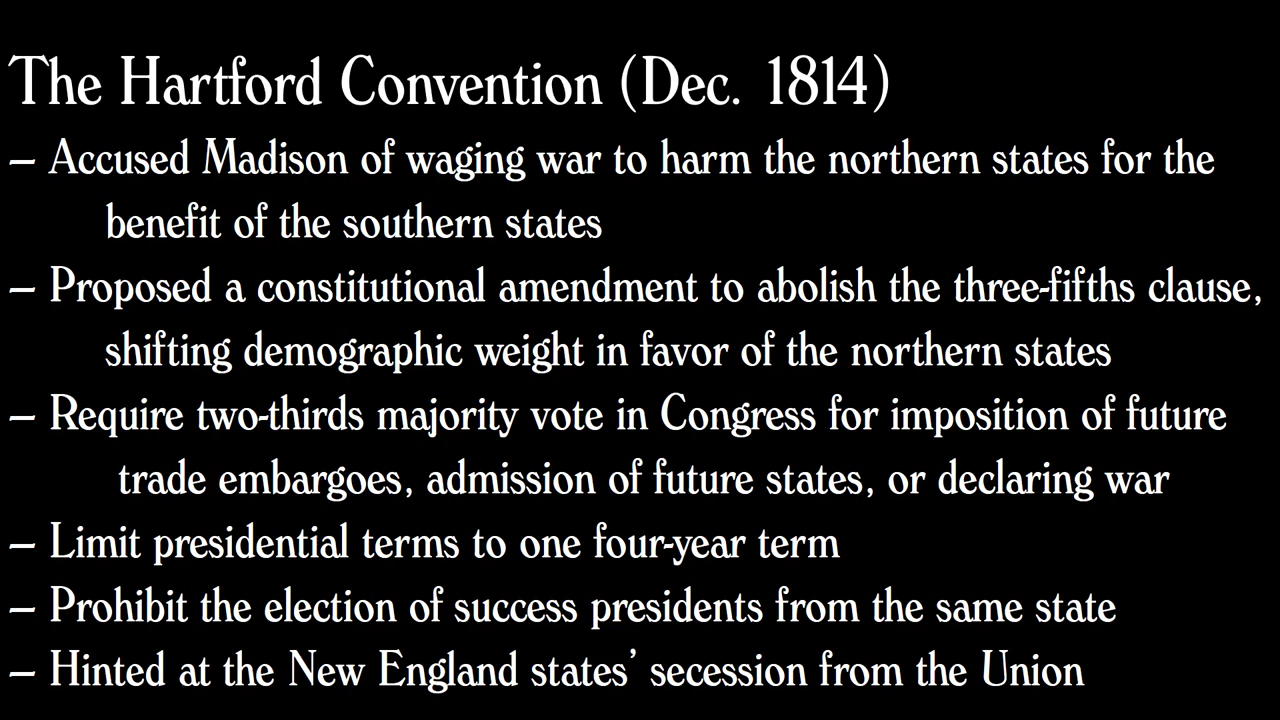 The Hartford Convention (Dec. 1814)
– Accused Madison of waging war to harm the northern states for the
benefit of the southern states
– Proposed a constitutional amendment to abolish the three-fifths clause,
shifting demographic weight in favor of the northern states
– Require two-thirds majority vote in Congress for imposition of future
trade embargoes, admission of future states, or declaring war
– Limit presidential terms to one four-year term
– Prohibit the election of success presidents from the same state
– Hinted at the New England states’ secession from the Union